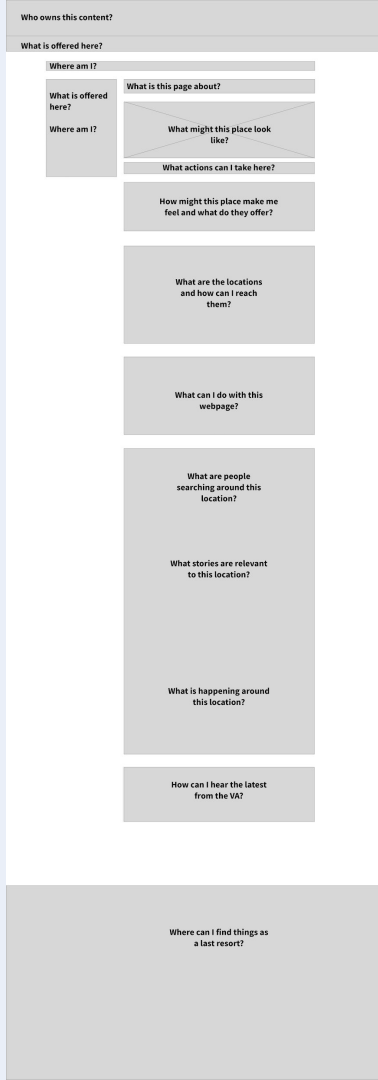 Who owns this content?
What is offered here?
Where am I?
What is offered
here?
Where am I?
What is this page about?
What might this place look
like?
What actions can I take here?
How might this place make me
feel and what do they offer?
What are the locations
and how can I reach
them?
What can I do with this
webpage?
What are people
searching around this
location?
What stories are relevant
to this location?
What is happening around
this location?
How can I hear the latest
from the VA?
Where can I find things as
a last resort?